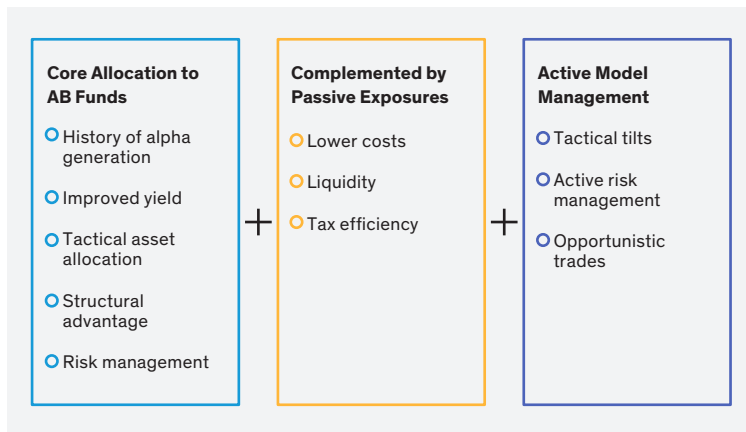 Core Allocation to
AB Funds
History of alpha
generation
Improved yield
Tactical asset
allocation
Structural
advantage
Risk management
+
Complemented by
Passive Exposures
Lower costs
Liquidity
Tax efficiency
+
Active Model
Management
Tactical tilts
Active risk
management
Opportunistic
trades